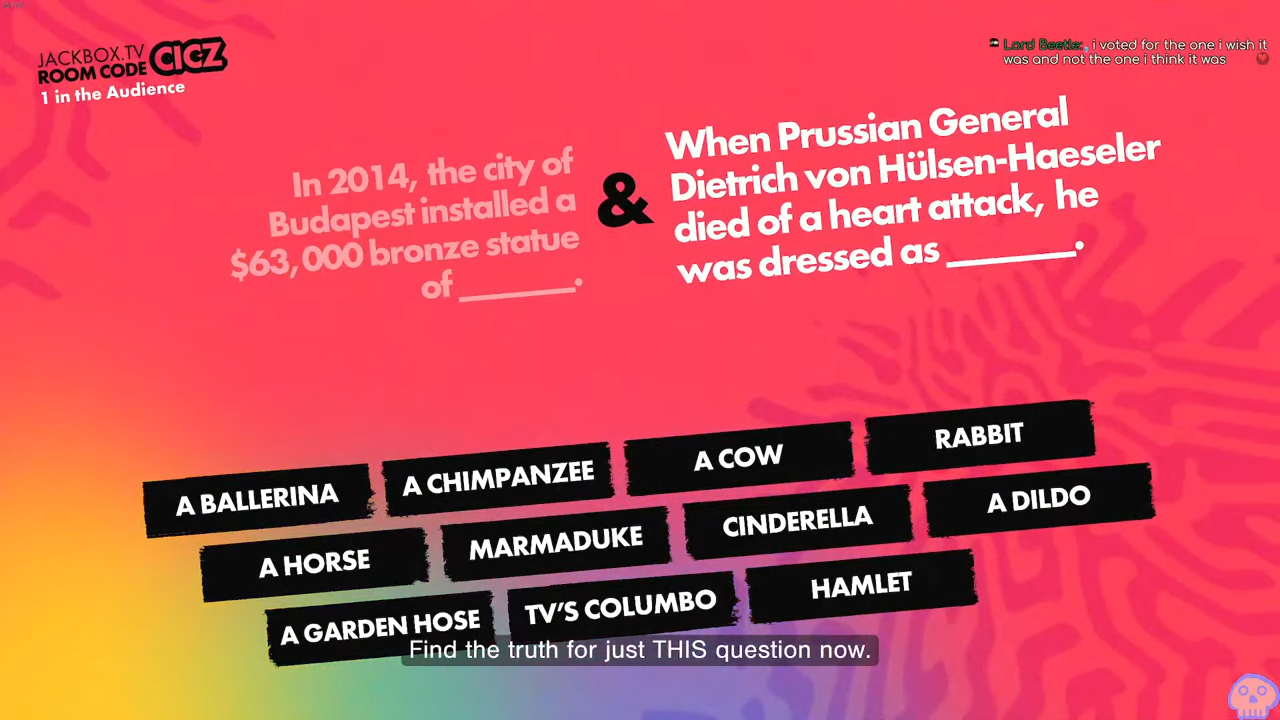 JACKBOX.TV
ROOM CODE CICZ
1 in the Audience
Lord Beetle: i voted for the one i wish it
was and not the one i think it was
In 2014, the city of
Budapest installed a
$63,000 bronze statue
of ______.
&
When Prussian General
Dietrich von Hülsen-Haeseler
died of a heart attack, he
was dressed as ______.
A BALLERINA
A CHIMPANZEE
A COW
RABBIT
A HORSE
MARMADUKE
CINDERELLA
A DILDO
A GARDEN HOSE
TV'S COLUMBO
HAMLET
Find the truth for just THIS question now.